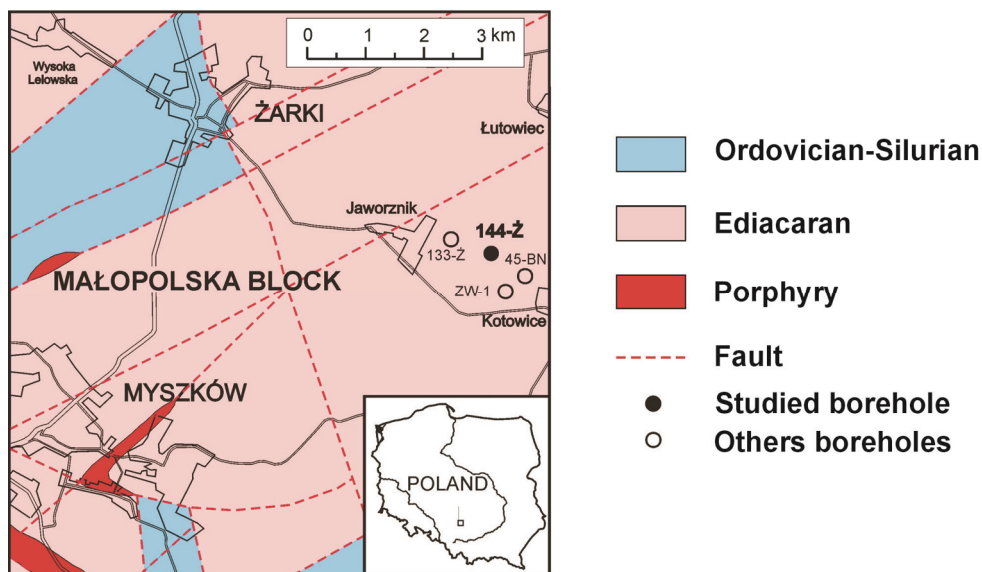 0 1 2 3 km
Wysoka
Lelowska
ŻARKI
Łutowiec
Jaworznik
144-Ż
133-Ż
45-BN
MAŁOPOLSKA BLOCK
ZW-1
Kotowice
MYSZKÓW
POLAND
Ordovician-Silurian
Ediacaran
Porphyry
Fault
Studied borehole
Others boreholes